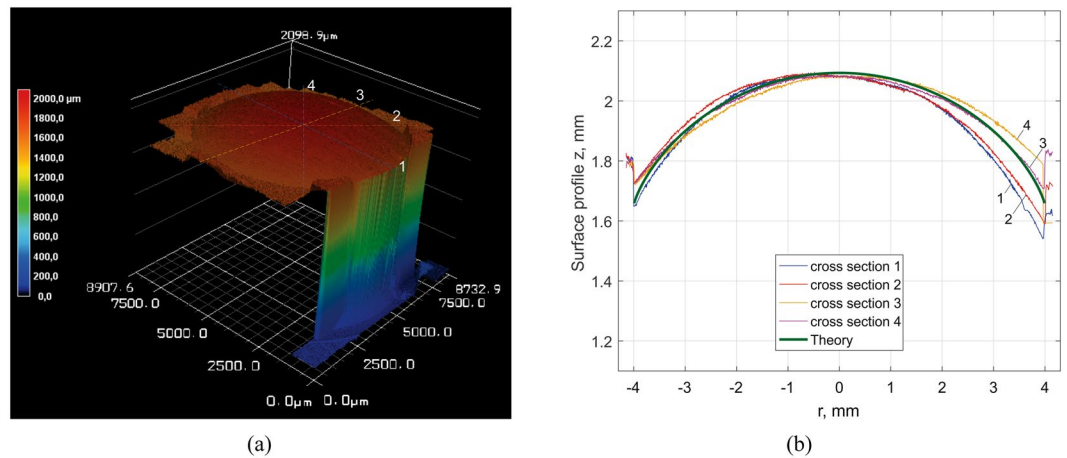 2098.9μm
2000,0 μm
1800,0
1600,0
1400,0
1200,0
1000,0
800,0
600,0
400,0
200,0
0,0
4
3
2
1
8907.6
7500.0
5000.0
2500.0
0.0μm
8732.9
7500.0
5000.0
2500.0
0.0μm
(a)
Surface profile z, mm
2.2
2
1.8
1.6
1.4
1.2
4
3
1
2
cross section 1
cross section 2
cross section 3
cross section 4
Theory
-4 -3 -2 -1 0 1 2 3 4
r, mm
(b)